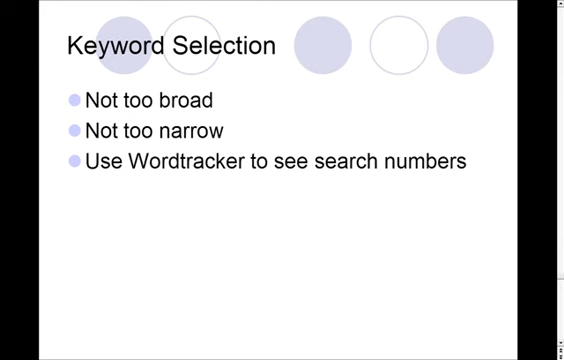 Keyword Selection
Not too broad
Not too narrow
Use Wordtracker to see search numbers